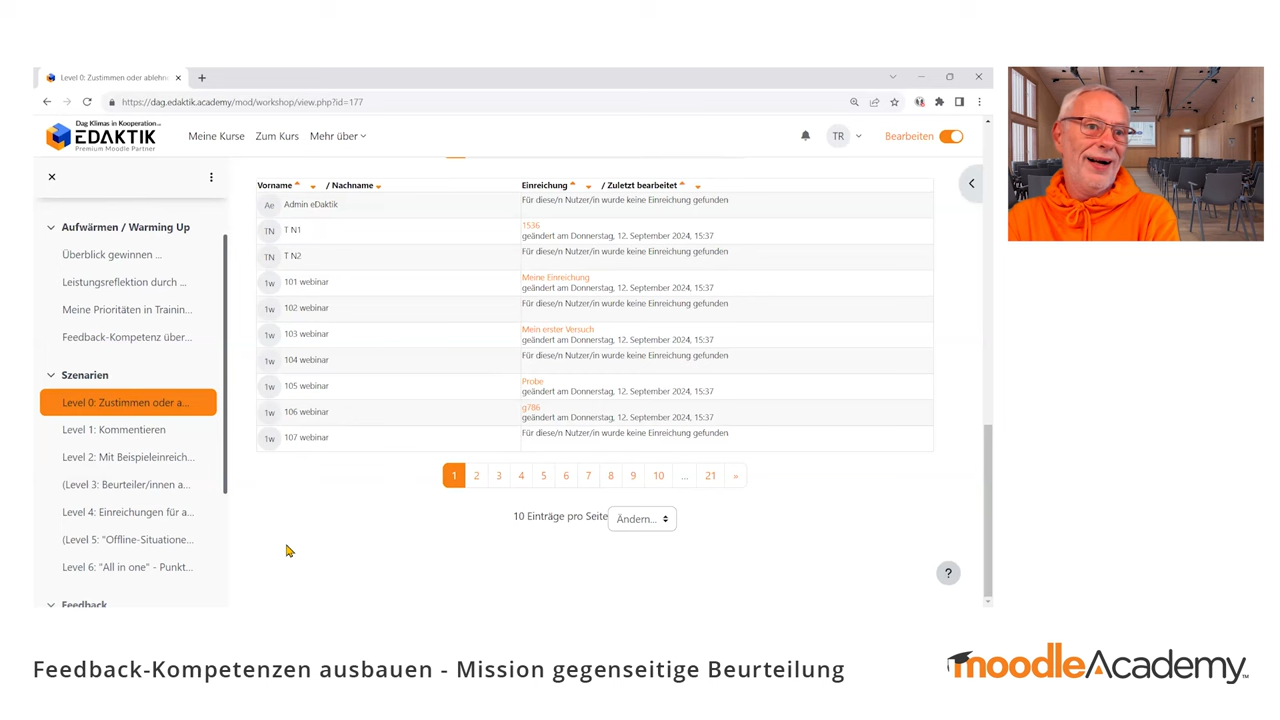 Level 0: Zustimmen oder ablehn
https://dag.edaktik.academy/mod/workshop/view.php?id=177
Dag Klimas in Kooperation
EDAKTIK
Premium Moodle Partner
Meine Kurse Zum Kurs Mehr über
TR
Bearbeiten
Vorname / Nachname Einreichung / Zuletzt bearbeitet
Ae Admin eDaktik Für diese/n Nutzer/in wurde keine Einreichung gefunden
TN T N1 1536
geändert am Donnerstag, 12. September 2024, 15:37
TN T N2 Für diese/n Nutzer/in wurde keine Einreichung gefunden
1w 101 webinar Meine Einreichung
geändert am Donnerstag, 12. September 2024, 15:37
1w 102 webinar Für diese/n Nutzer/in wurde keine Einreichung gefunden
1w 103 webinar Mein erster Versuch
geändert am Donnerstag, 12. September 2024, 15:37
1w 104 webinar Für diese/n Nutzer/in wurde keine Einreichung gefunden
1w 105 webinar Probe
geändert am Donnerstag, 12. September 2024, 15:37
1w 106 webinar g786
geändert am Donnerstag, 12. September 2024, 15:37
1w 107 webinar Für diese/n Nutzer/in wurde keine Einreichung gefunden
1 2 3 4 5 6 7 8 9 10 ... 21 »
10 Einträge pro Seite Ändern...
?
Aufwärmen / Warming Up
Überblick gewinnen ...
Leistungsreflektion durch ...
Meine Prioritäten in Trainin...
Feedback-Kompetenz über...
Szenarien
Level 0: Zustimmen oder a...
Level 1: Kommentieren
Level 2: Mit Beispieleinreich...
(Level 3: Beurteiler/innen a...
Level 4: Einreichungen für a...
(Level 5: "Offline-Situatione...
Level 6: "All in one" - Punkt...
Feedback
Feedback-Kompetenzen ausbauen - Mission gegenseitige Beurteilung
moodleAcademy™